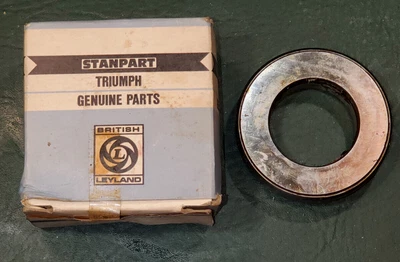 STANPART
TRIUMPH
GENUINE PARTS
BRITISH
L
LEYLAND